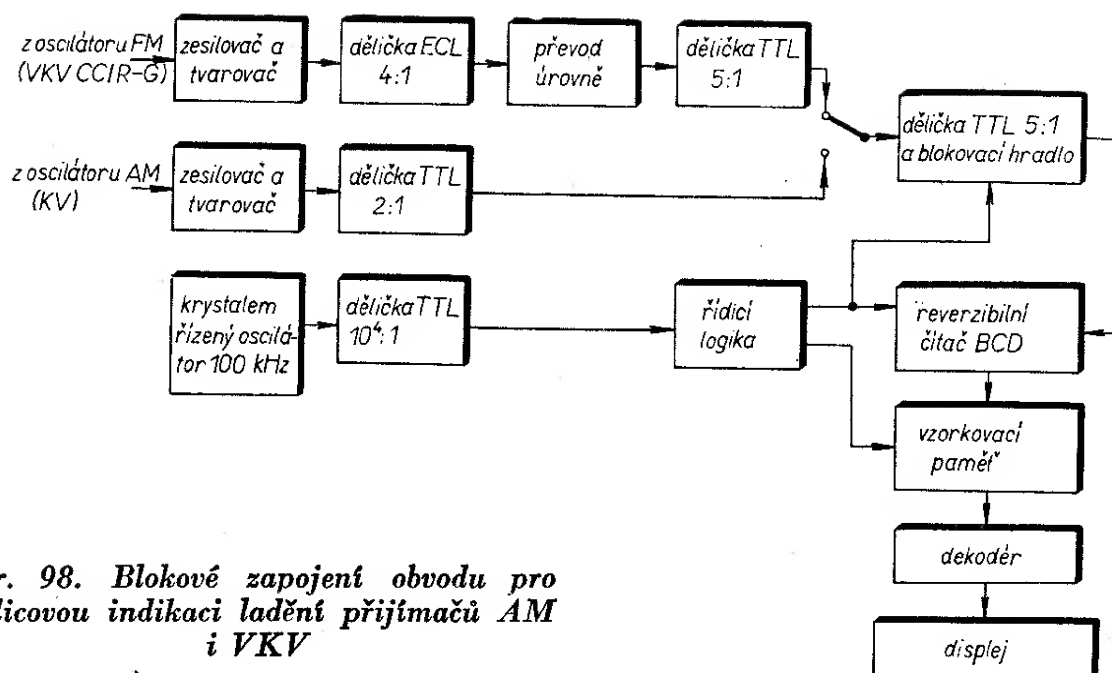 z oscilátoru FM
(VKV CCIR-G)
zesilovač a
tvarovač
dělička ECL
4:1
převod
úrovně
dělička TTL
5:1
dělička TTL 5:1
a blokovací hradlo
z oscilátoru AM
(KV)
zesilovač a
tvarovač
dělička TTL
2:1
krystalem
řízený oscilá-
tor 100 kHz
dělička TTL
10⁴:1
řídicí
logika
reverzibilní
čítač BCD
vzorkovací
paměť
dekodér
displej
r. 98. Blokové zapojení obvodu pro
licovou indikaci ladění přijímačů AM
i VKV